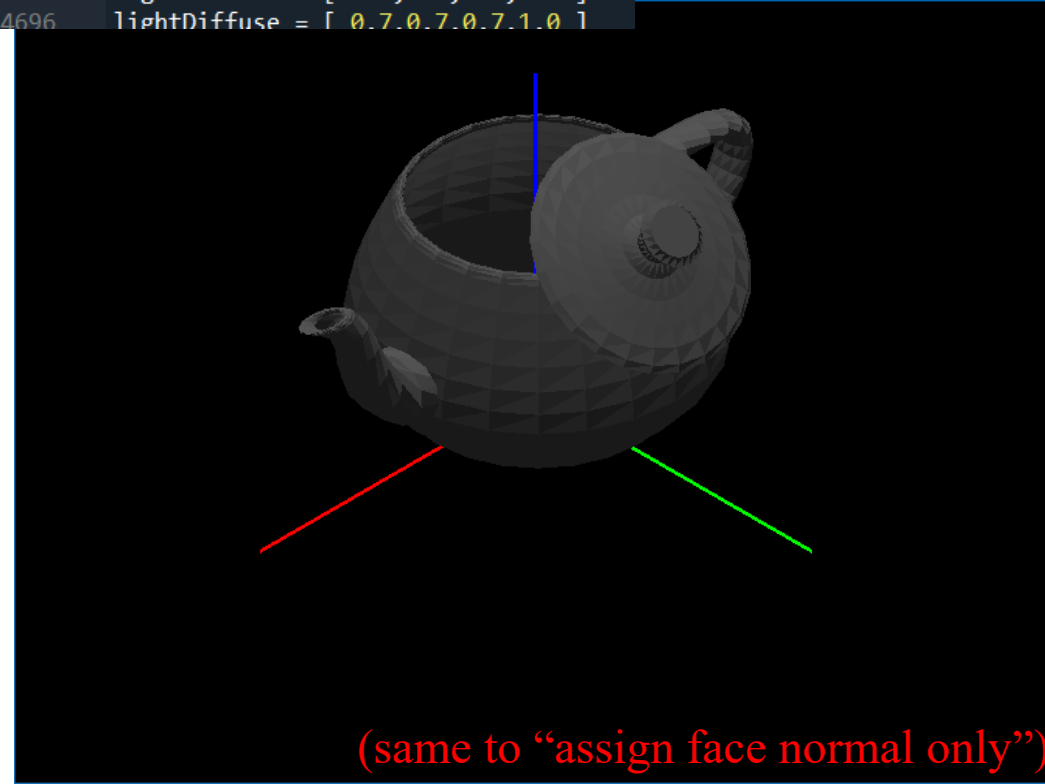 4696 lightDiffuse = [ 0.7,0.7,0.7,1.0 ]
(same to “assign face normal only”)